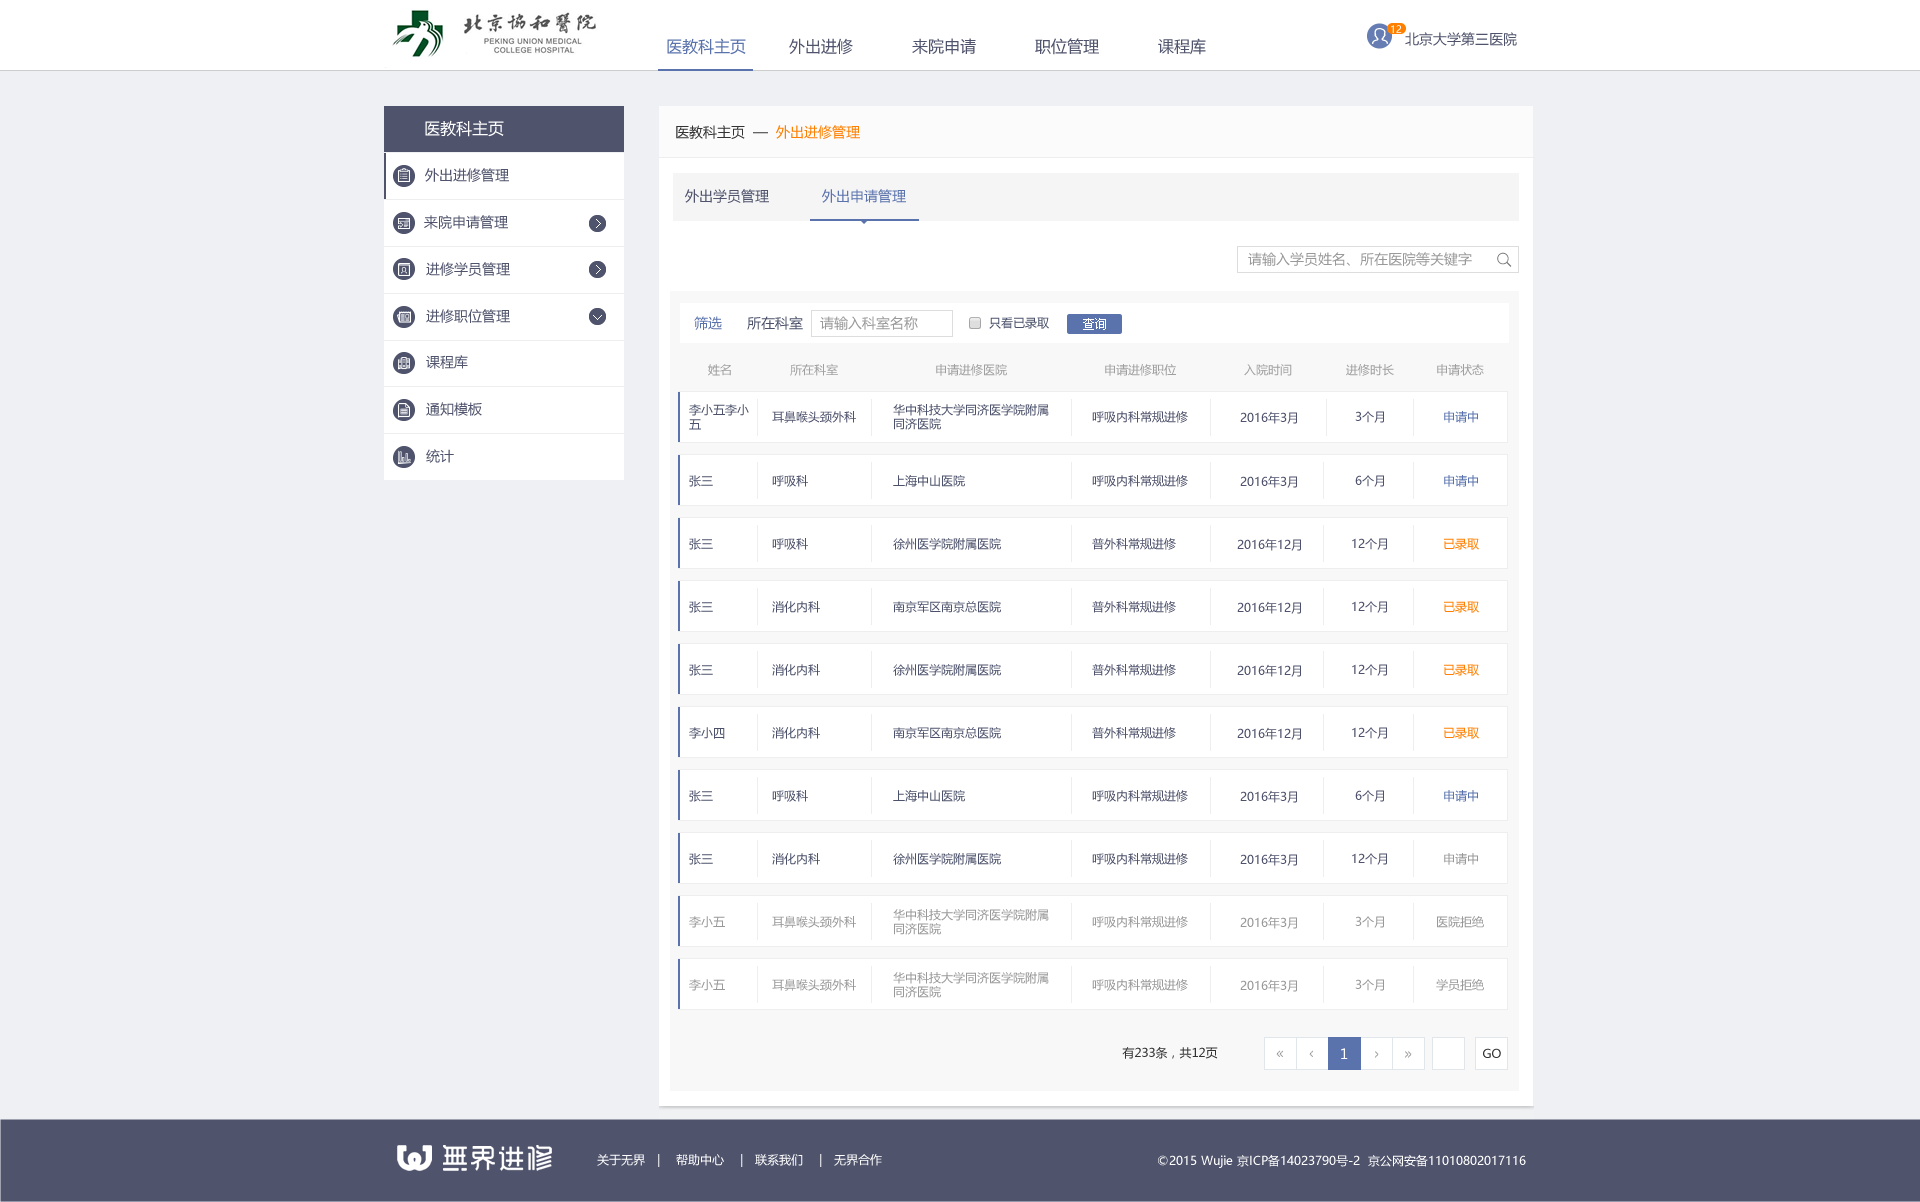 北京協和醫院
PEKING UNION MEDICAL
COLLEGE HOSPITAL
医教科主页 外出进修 来院申请 职位管理 课程库
12
北京大学第三医院
医教科主页
外出进修管理
来院申请管理
进修学员管理
进修职位管理
课程库
通知模板
统计
医教科主页 — 外出进修管理
外出学员管理 外出申请管理
请输入学员姓名、所在医院等关键字
筛选 所在科室 请输入科室名称 只看已录取 查询
姓名 所在科室 申请进修医院 申请进修职位 入院时间 进修时长 申请状态
李小五李小五 耳鼻喉头颈外科 华中科技大学同济医学院附属同济医院 呼吸内科常规进修 2016年3月 3个月 申请中
张三 呼吸科 上海中山医院 呼吸内科常规进修 2016年3月 6个月 申请中
张三 呼吸科 徐州医学院附属医院 普外科常规进修 2016年12月 12个月 已录取
张三 消化内科 南京军区南京总医院 普外科常规进修 2016年12月 12个月 已录取
张三 消化内科 徐州医学院附属医院 普外科常规进修 2016年12月 12个月 已录取
李小四 消化内科 南京军区南京总医院 普外科常规进修 2016年12月 12个月 已录取
张三 呼吸科 上海中山医院 呼吸内科常规进修 2016年3月 6个月 申请中
张三 消化内科 徐州医学院附属医院 呼吸内科常规进修 2016年3月 12个月 申请中
李小五 耳鼻喉头颈外科 华中科技大学同济医学院附属同济医院 呼吸内科常规进修 2016年3月 3个月 医院拒绝
李小五 耳鼻喉头颈外科 华中科技大学同济医学院附属同济医院 呼吸内科常规进修 2016年3月 3个月 学员拒绝
有233条，共12页 « ‹ 1 › » GO
無界进修 关于无界 | 帮助中心 | 联系我们 | 无界合作
©2015 Wujie 京ICP备14023790号-2 京公网安备11010802017116